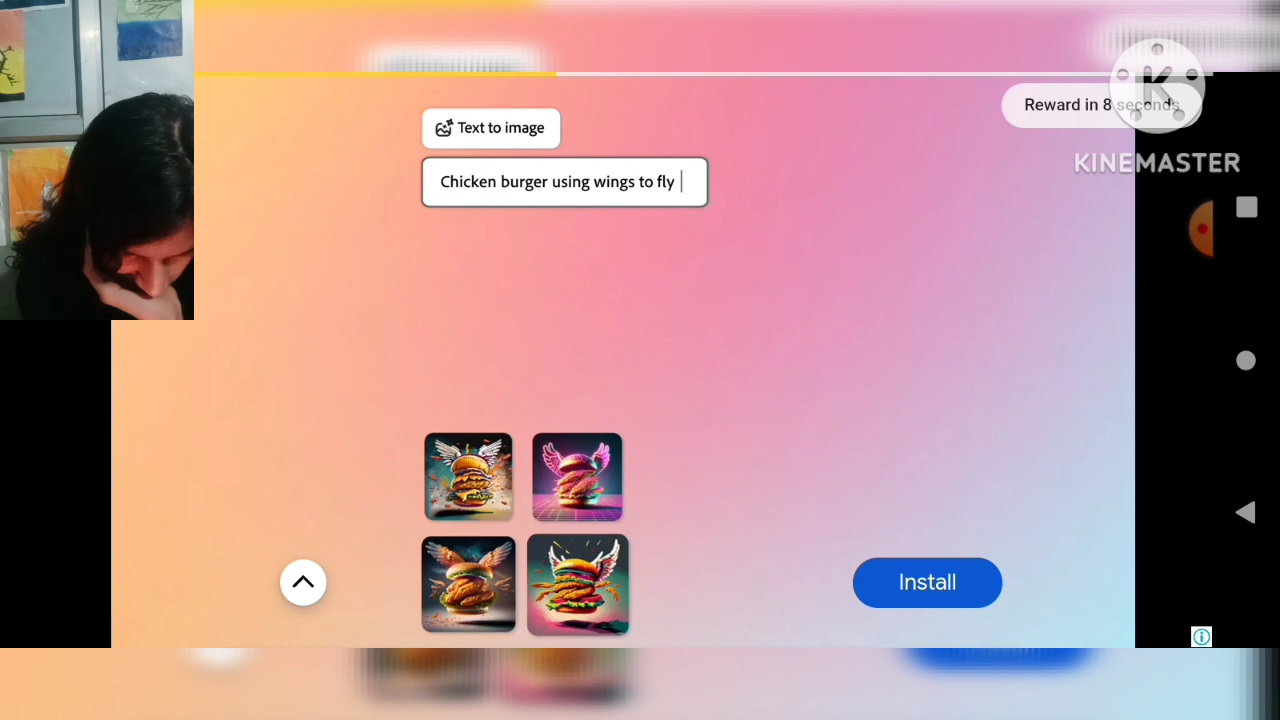 Reward in 8 seconds
Text to image
KINEMASTER
Chicken burger using wings to fly
Install